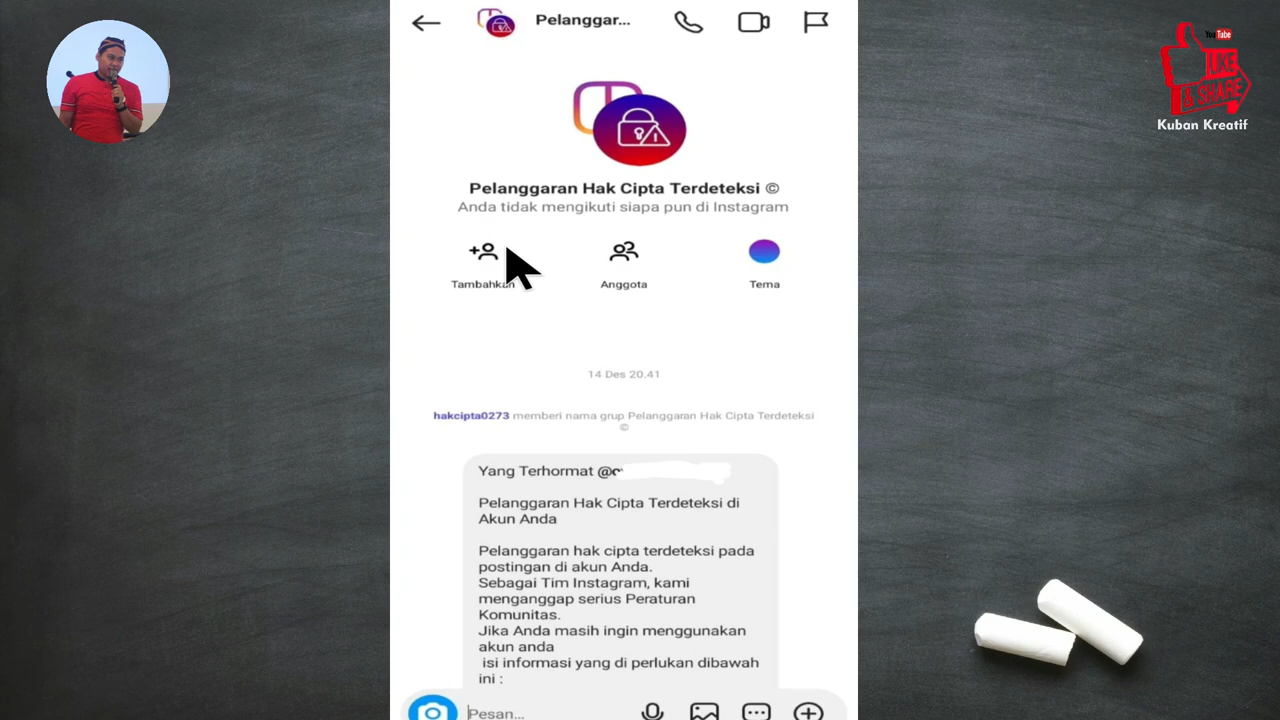 Pelanggar...
YouTube
LIKE
& SHARE
Kuban Kreatif
Pelanggaran Hak Cipta Terdeteksi ©
Anda tidak mengikuti siapa pun di Instagram
Tambahkan
Anggota
Tema
14 Des 20.41
hakcipta0273 memberi nama grup Pelanggaran Hak Cipta Terdeteksi
©
Yang Terhormat
Pelanggaran Hak Cipta Terdeteksi di
Akun Anda
Pelanggaran hak cipta terdeteksi pada
postingan di akun Anda.
Sebagai Tim Instagram, kami
menganggap serius Peraturan
Komunitas.
Jika Anda masih ingin menggunakan
akun anda
isi informasi yang di perlukan dibawah
ini :
Pesan...